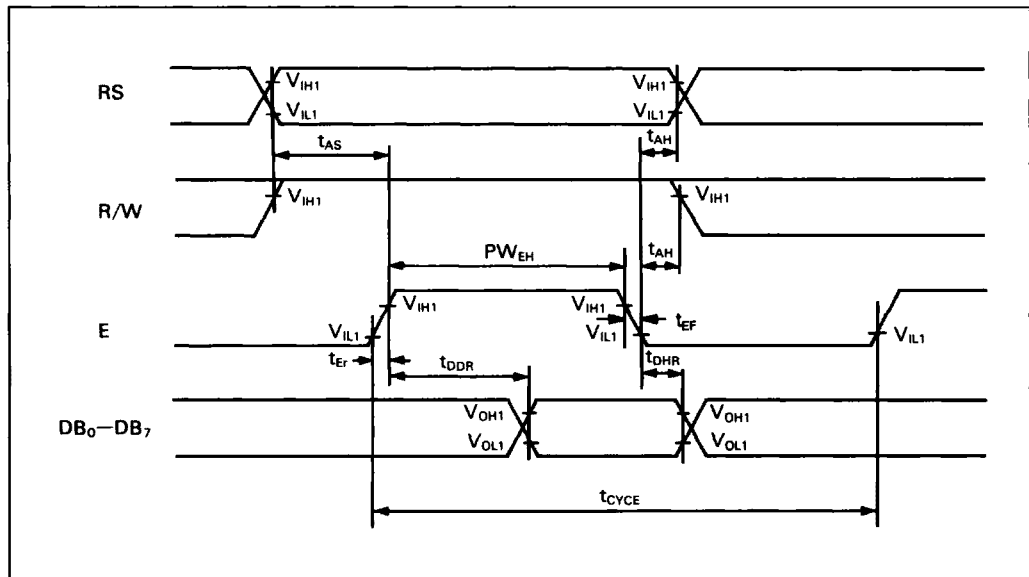 RS
V_IH1
V_IL1
V_IH1
V_IL1
t_AS
t_AH
R/W
V_IH1
V_IH1
PW_EH
t_AH
E
V_IL1
V_IH1
V_IH1
V_IL1
t_EF
V_IL1
t_Er
t_DDR
t_DHR
DB₀—DB₇
V_OH1
V_OL1
V_OH1
V_OL1
t_CYCE